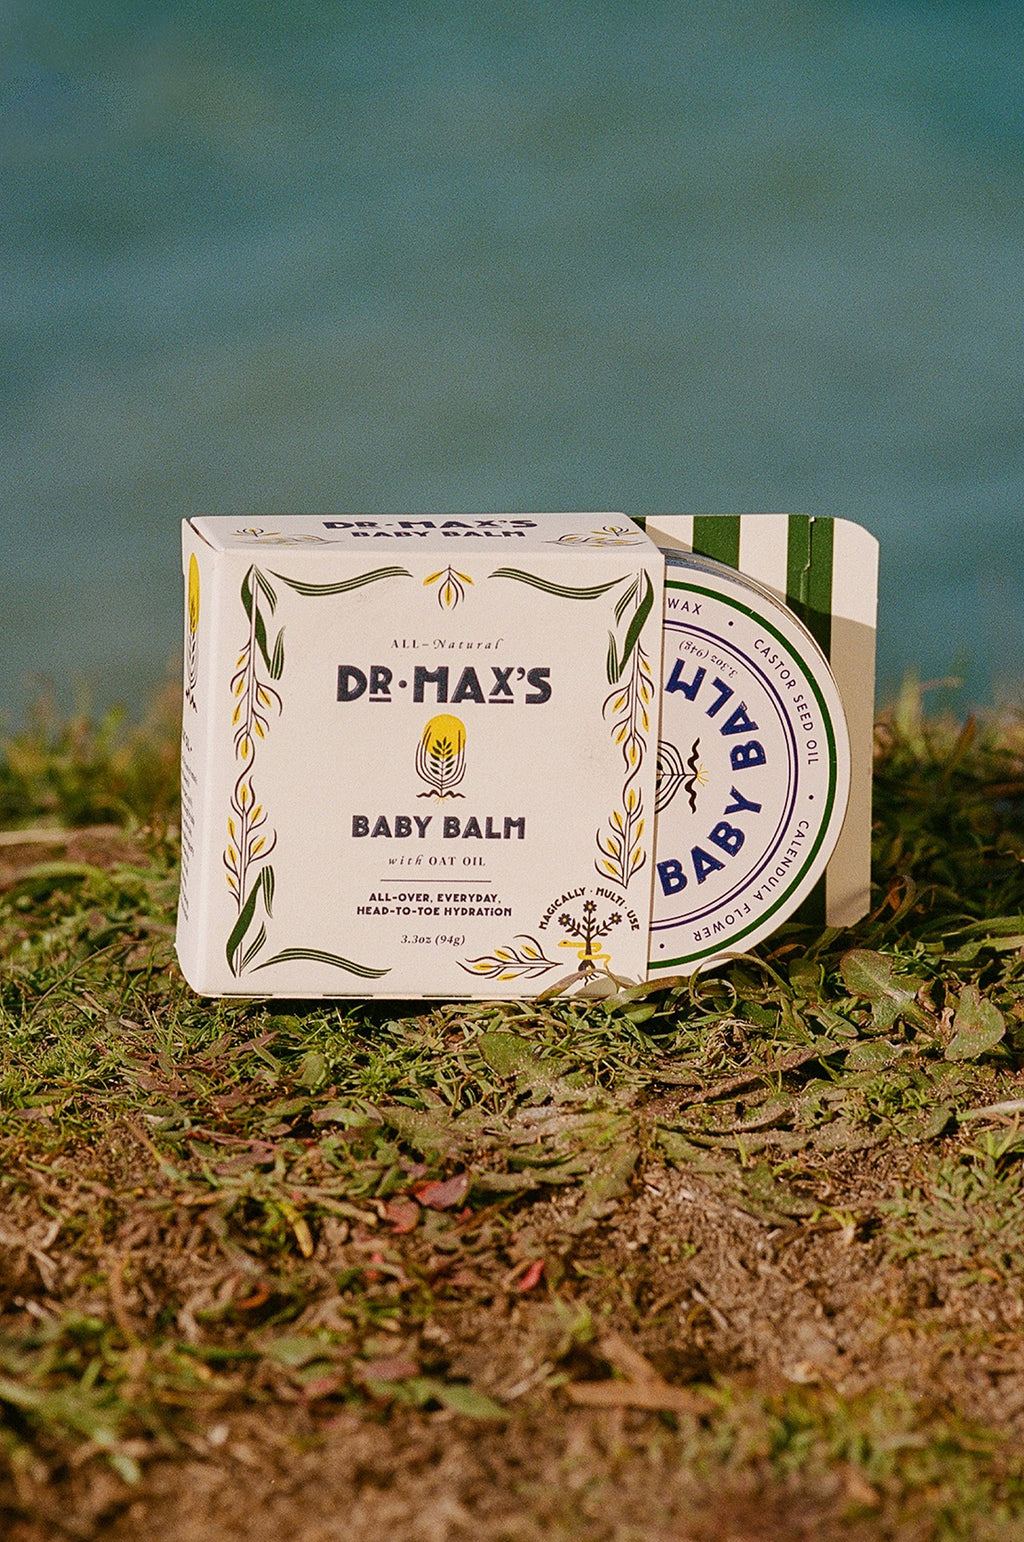 DR·MAX'S
BABY BALM
ALL-Natural
DR·MAX'S
BABY BALM
with OAT OIL
ALL-OVER, EVERYDAY,
HEAD-TO-TOE HYDRATION
3.3oz (94g)
MAGICALLY · MULTI · USE
WAX • CASTOR SEED OIL • CALENDULA FLOWER •
3.3oz (94g)
BABY BALM